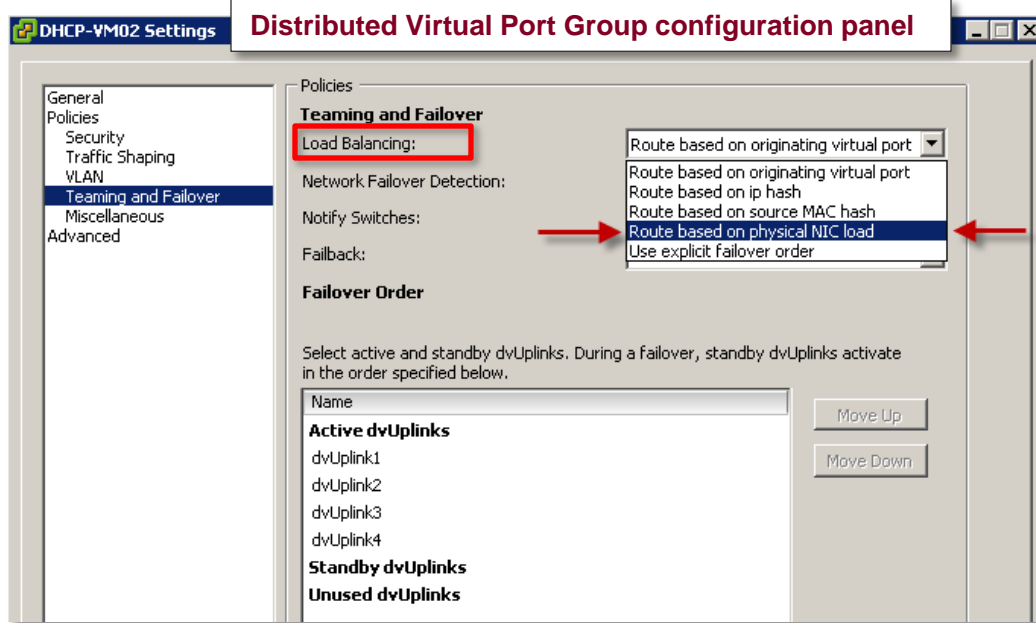 Distributed Virtual Port Group configuration panel
DHCP-VM02 Settings
General
Policies
Security
Traffic Shaping
VLAN
Teaming and Failover
Miscellaneous
Advanced
Policies
Teaming and Failover
Load Balancing:
Route based on originating virtual port
Route based on originating virtual port
Route based on ip hash
Route based on source MAC hash
Route based on physical NIC load
Use explicit failover order
Network Failover Detection:
Notify Switches:
Failback:
Failover Order
Select active and standby dvUplinks. During a failover, standby dvUplinks activate
in the order specified below.
Name
Active dvUplinks
dvUplink1
dvUplink2
dvUplink3
dvUplink4
Standby dvUplinks
Unused dvUplinks
Move Up
Move Down